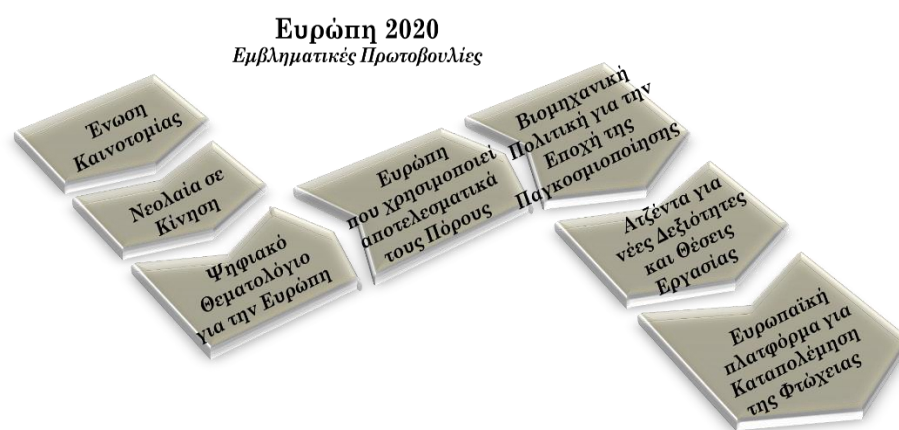 Ευρώπη 2020
Εμβληματικές Πρωτοβουλίες
Ένωση
Καινοτομίας
Νεολαία σε
Κίνηση
Ψηφιακό
Θεματολόγιο
για την Ευρώπη
Ευρώπη
που χρησιμοποιεί
αποτελεσματικά
τους Πόρους
Βιομηχανική
Πολιτική για την
Εποχή της
Παγκοσμιοποίησης
Ατζέντα για
νέες Δεξιότητες
και Θέσεις
Εργασίας
Ευρωπαϊκή
πλατφόρμα για
Καταπολέμηση
της Φτώχειας